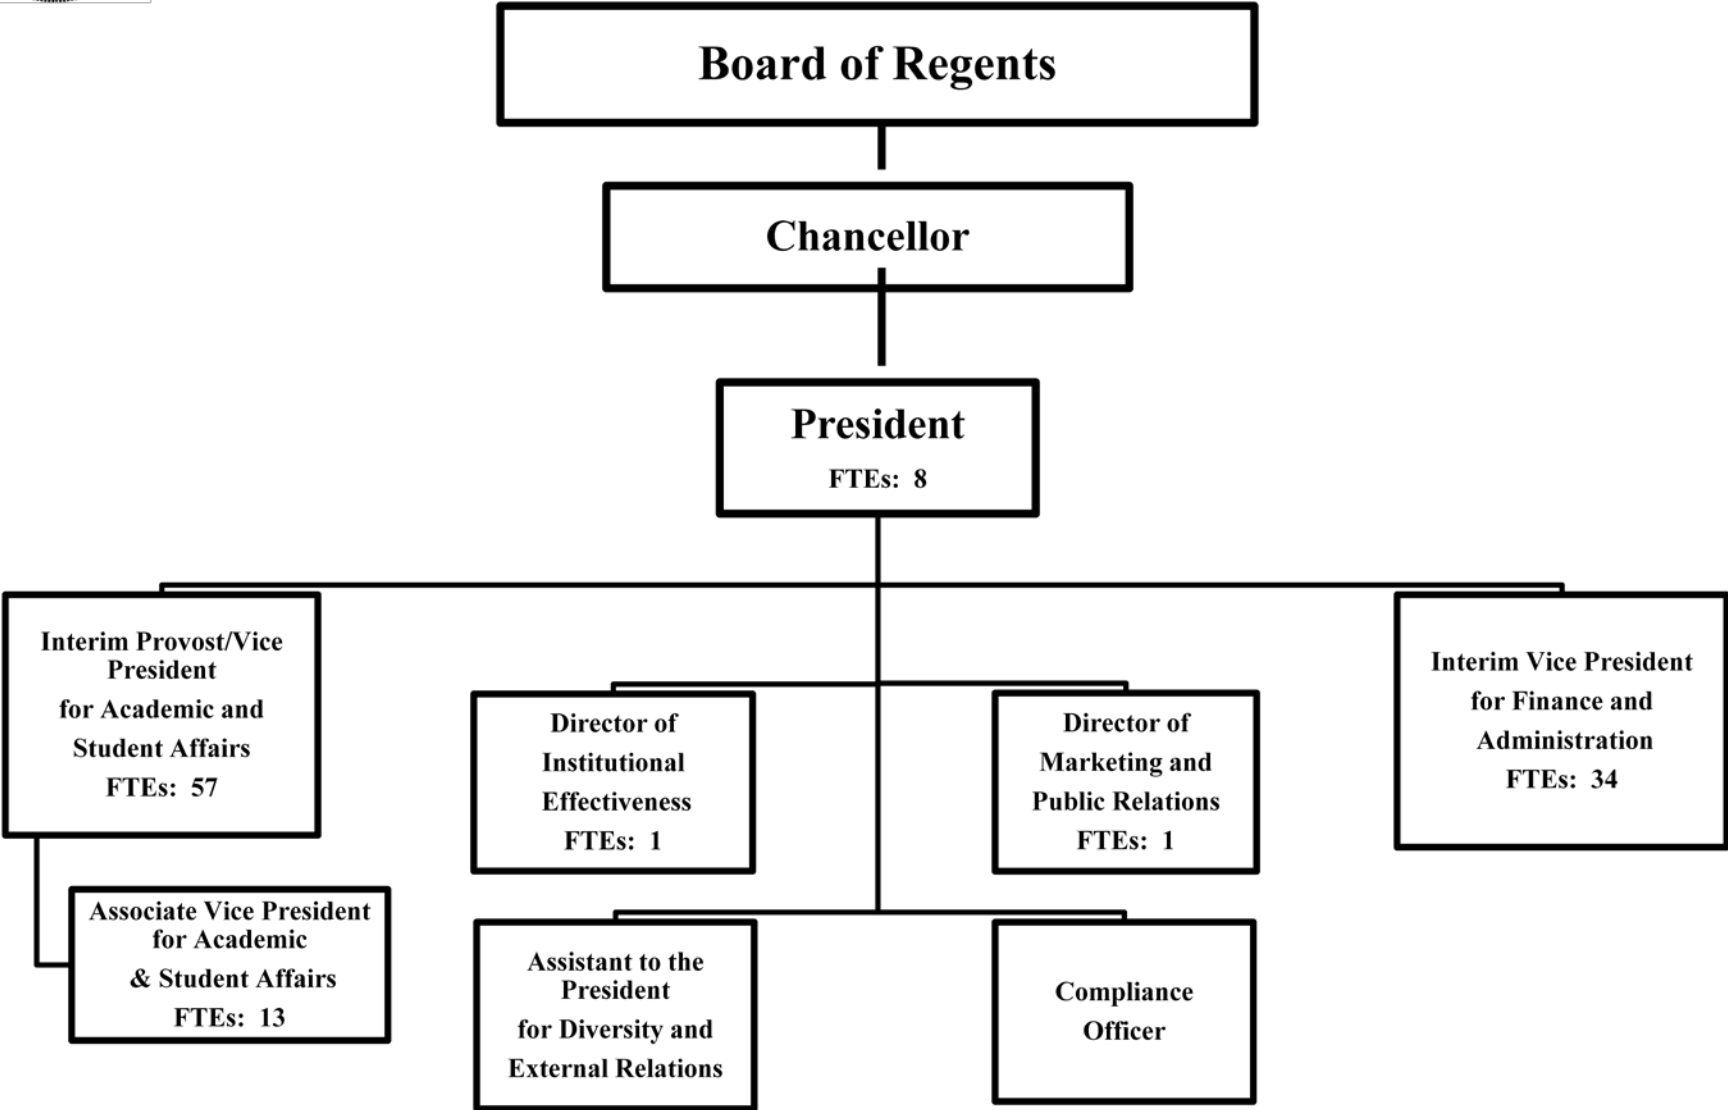 Board of Regents
Chancellor
President
FTEs: 8
Interim Provost/Vice
President
for Academic and
Student Affairs
FTEs: 57
Interim Vice President
for Finance and
Administration
FTEs: 34
Director of
Institutional
Effectiveness
FTEs: 1
Director of
Marketing and
Public Relations
FTEs: 1
Associate Vice President
for Academic
& Student Affairs
FTEs: 13
Assistant to the
President
for Diversity and
External Relations
Compliance
Officer